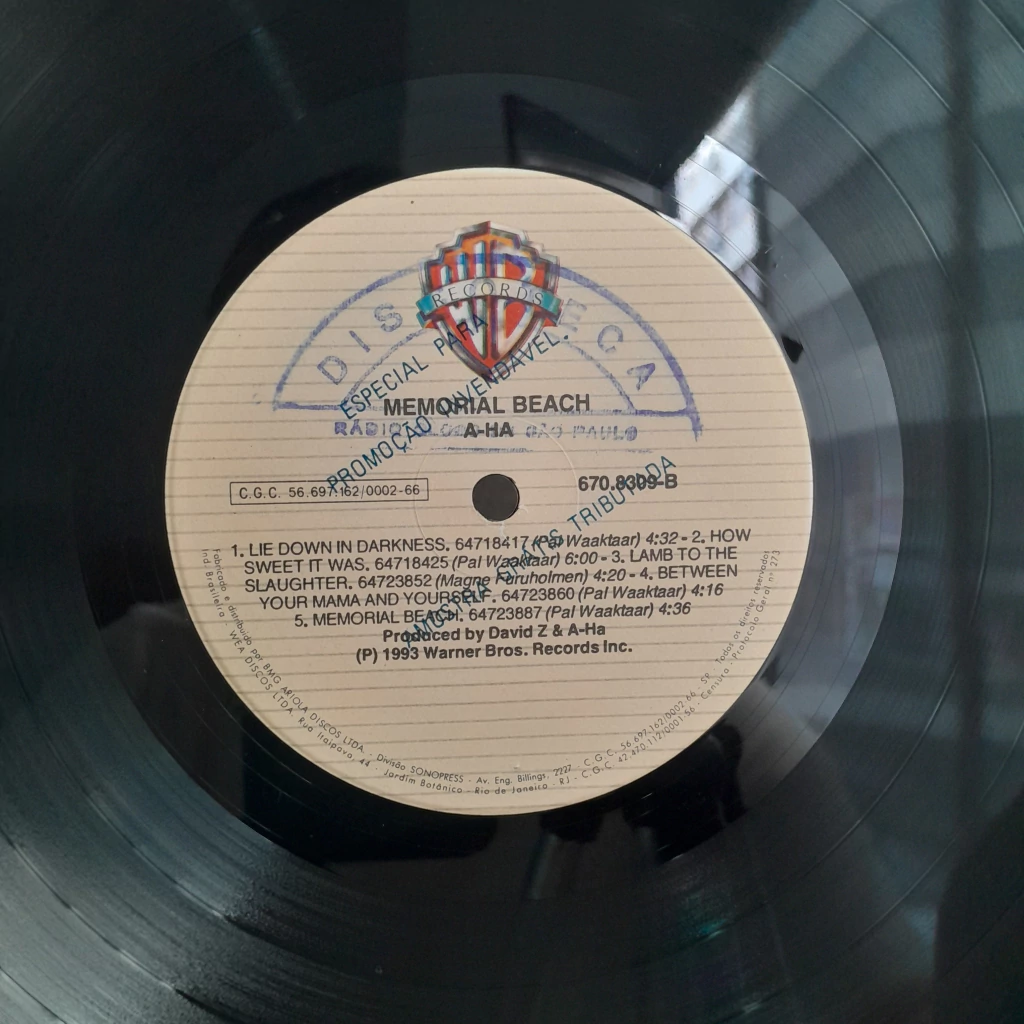 WB
RECORDS
DISCOTECA
ESPECIAL PARA
PROMOÇÃO INVENDÁVEL.
MEMORIAL BEACH
A-HA
SÃO PAULO
AMOSTRA GRÁTIS TRIBUTADA
C.G.C. 56.697.162/0002-66
670.8309-B
1. LIE DOWN IN DARKNESS. 64718417 (Pal Waaktaar) 4:32 - 2. HOW
SWEET IT WAS. 64718425 (Pal Waaktaar) 6:00 - 3. LAMB TO THE
SLAUGHTER. 64723852 (Magne Furuholmen) 4:20 - 4. BETWEEN
YOUR MAMA AND YOURSELF. 64723860 (Pal Waaktaar) 4:16
5. MEMORIAL BEACH. 64723887 (Pal Waaktaar) 4:36
Produced by David Z & A-Ha
(P) 1993 Warner Bros. Records Inc.
Fabricado e distribuído por BMG ARIOLA DISCOS LTDA. - Divisão SONOPRESS - Av. Eng. Billings, 2227 - C.G.C. 56.697.162/0002-66 - SP - Todos os direitos reservados
Ind. Brasileira - WEA DISCOS LTDA. Rua Itaipava, 44 - Jardim Botânico - Rio de Janeiro - RJ - C.G.C. 42.470.112/0001-56 - Censura - Protocolo Geral nº 273